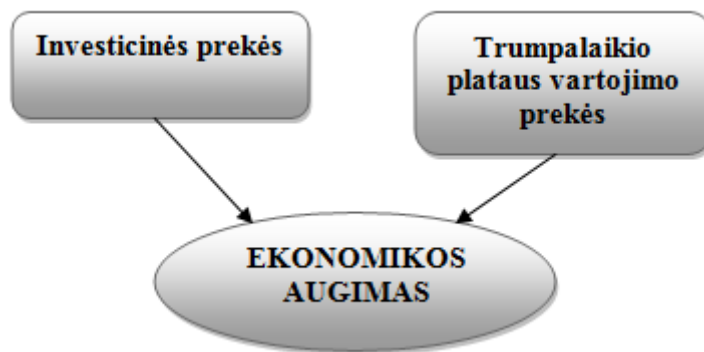 Investicinės prekės
Trumpalaikio
plataus vartojimo
prekės
EKONOMIKOS
AUGIMAS